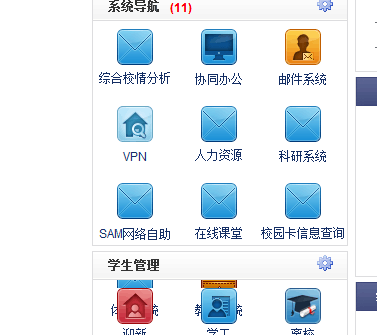 系统导航 (11)
综合校情分析 协同办公 邮件系统
VPN 人力资源 科研系统
SAM网络自助 在线课堂 校园卡信息查询
学生管理
迎新 学工 离校